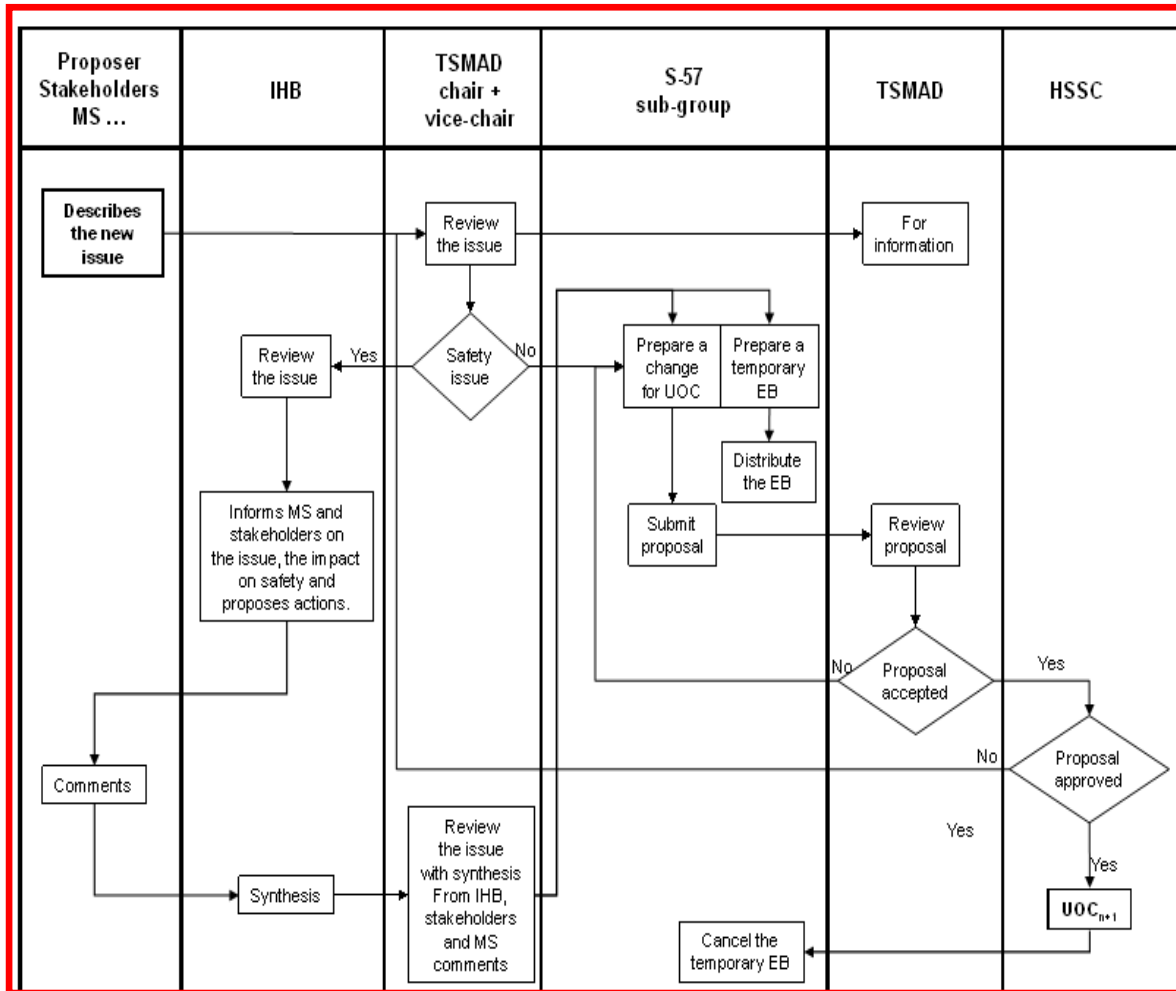 Proposer
Stakeholders
MS ...
IHB
TSMAD
chair +
vice-chair
S-57
sub-group
TSMAD
HSSC
Describes
the new
issue
Review
the issue
For
information
Review
the issue
Yes
Safety
issue
No
Prepare a
change
for UOC
Prepare a
temporary
EB
Distribute
the EB
Informs MS and
stakeholders on
the issue, the impact
on safety and
proposes actions.
Submit
proposal
Review
proposal
No
Proposal
accepted
Yes
No
Proposal
approved
Comments
Yes
Yes
Synthesis
Review
the issue
with synthesis
From IHB,
stakeholders
and MS
comments
UOCn+1
Cancel the
temporary EB